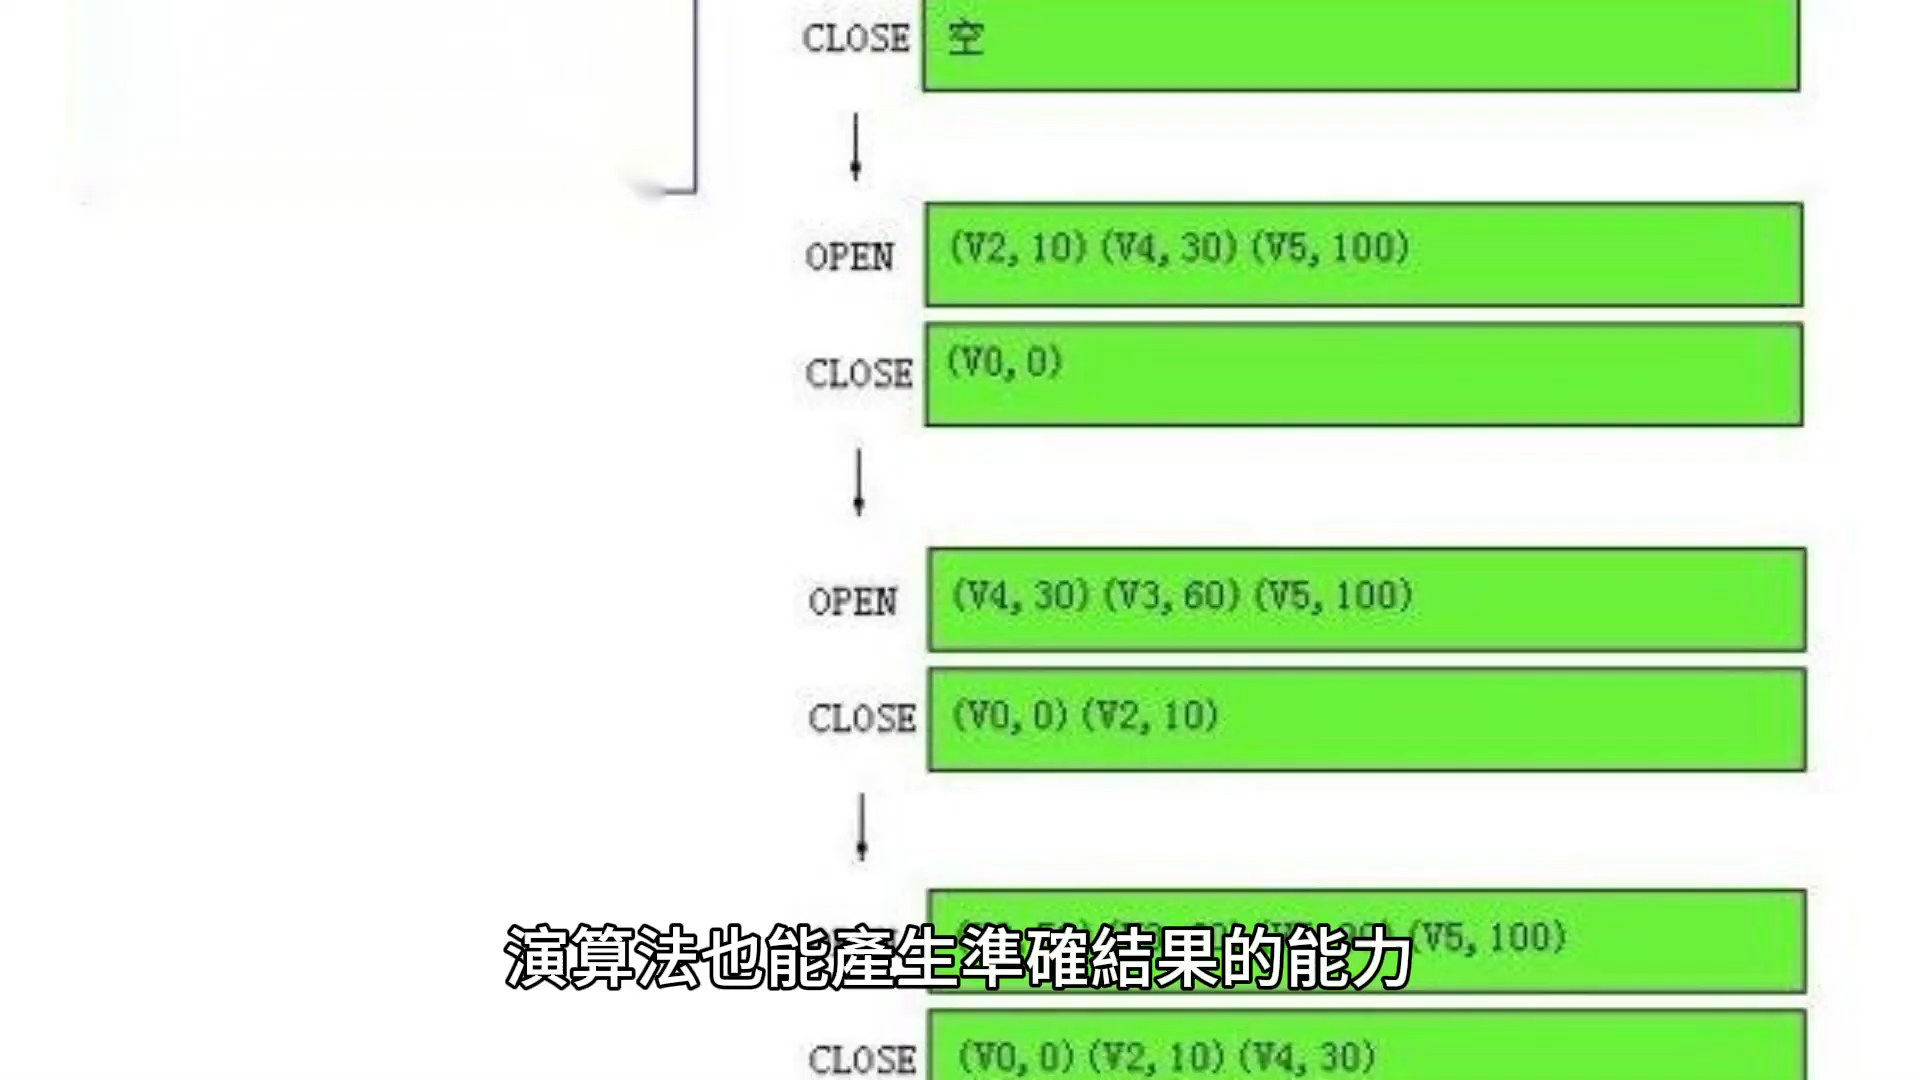 CLOSE 空
OPEN (V2, 10) (V4, 30) (V5, 100)
CLOSE (V0, 0)
OPEN (V4, 30) (V3, 60) (V5, 100)
CLOSE (V0, 0) (V2, 10)
(V5, 100)
演算法也能產生準確結果的能力
CLOSE (V0, 0) (V2, 10) (V4, 30)